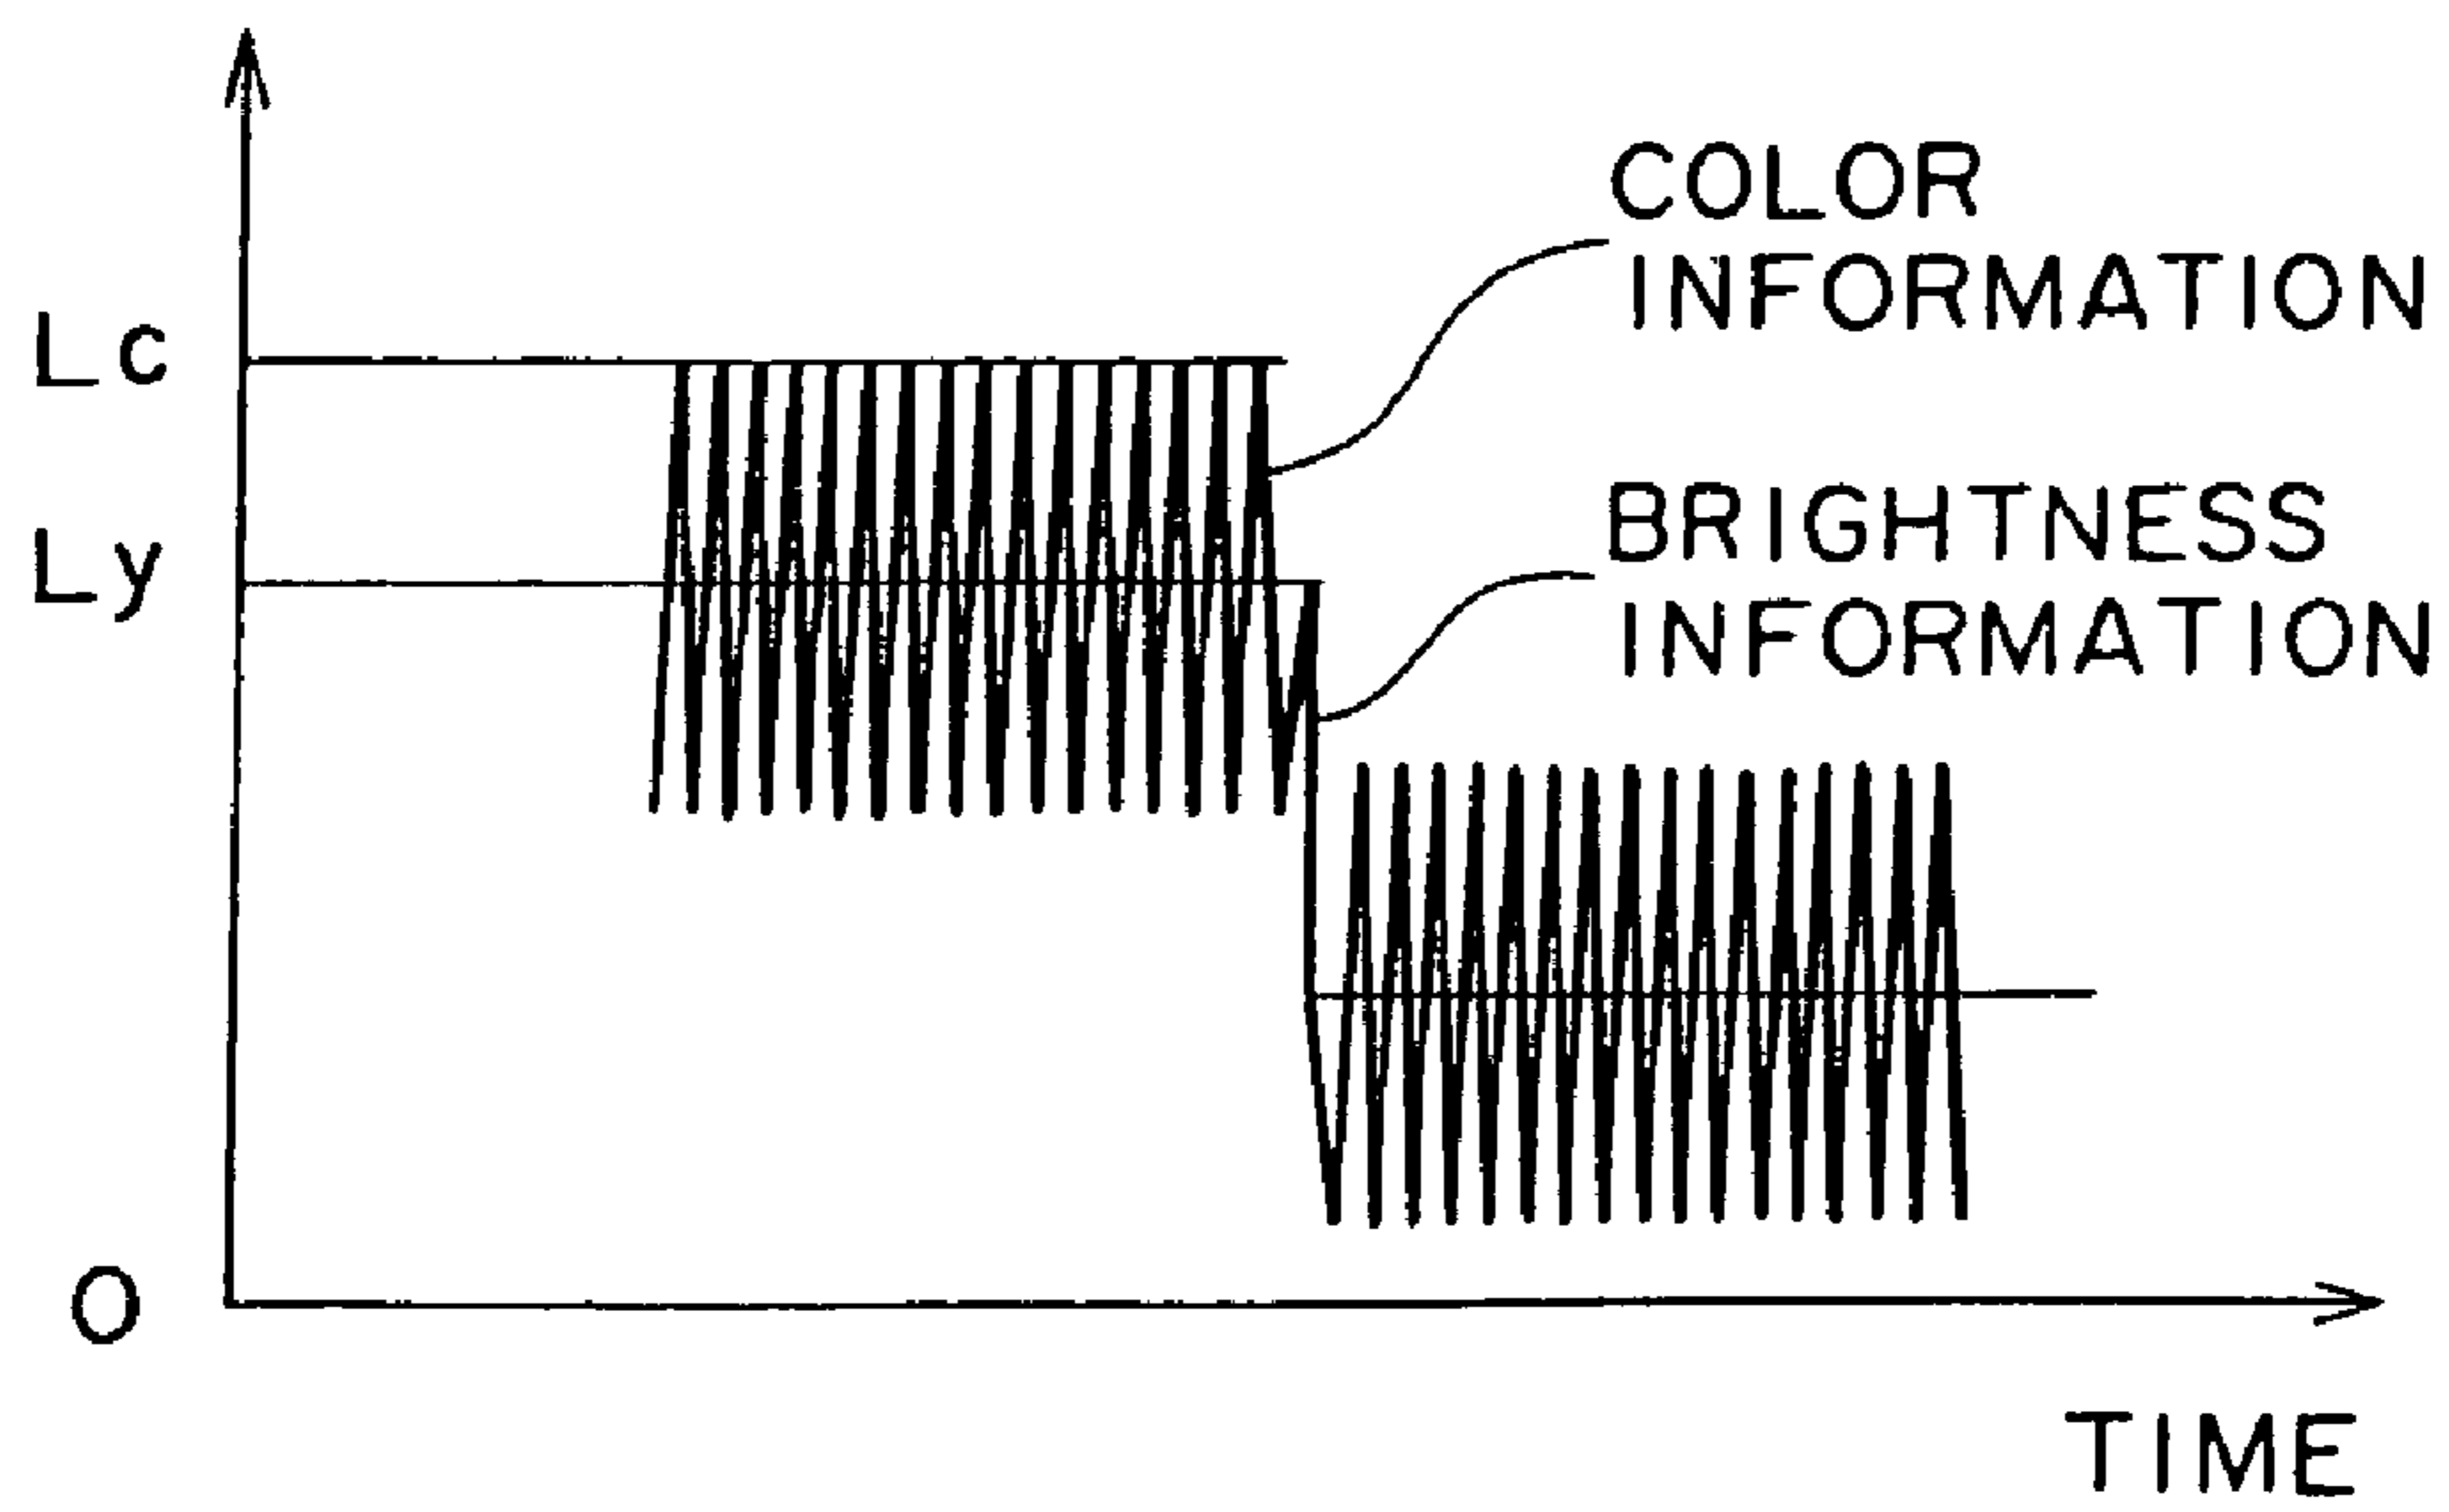 COLOR
INFORMATION
Lc
BRIGHTNESS
INFORMATION
Ly
O
TIME